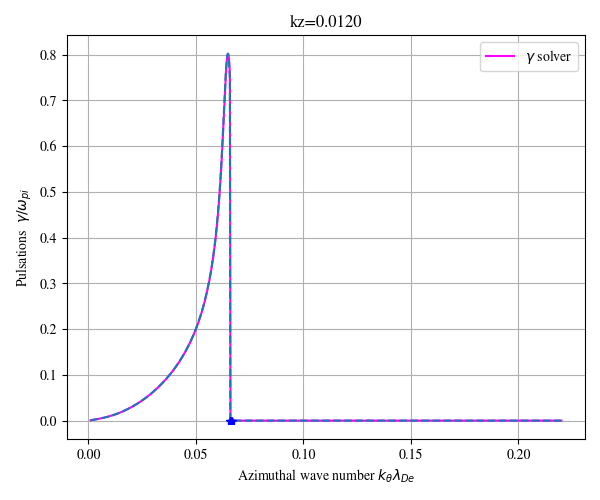 kz=0.0120
γ solver
Pulsations γ/ω_pi
0.8
0.7
0.6
0.5
0.4
0.3
0.2
0.1
0.0
0.00 0.05 0.10 0.15 0.20
Azimuthal wave number k_θλ_De